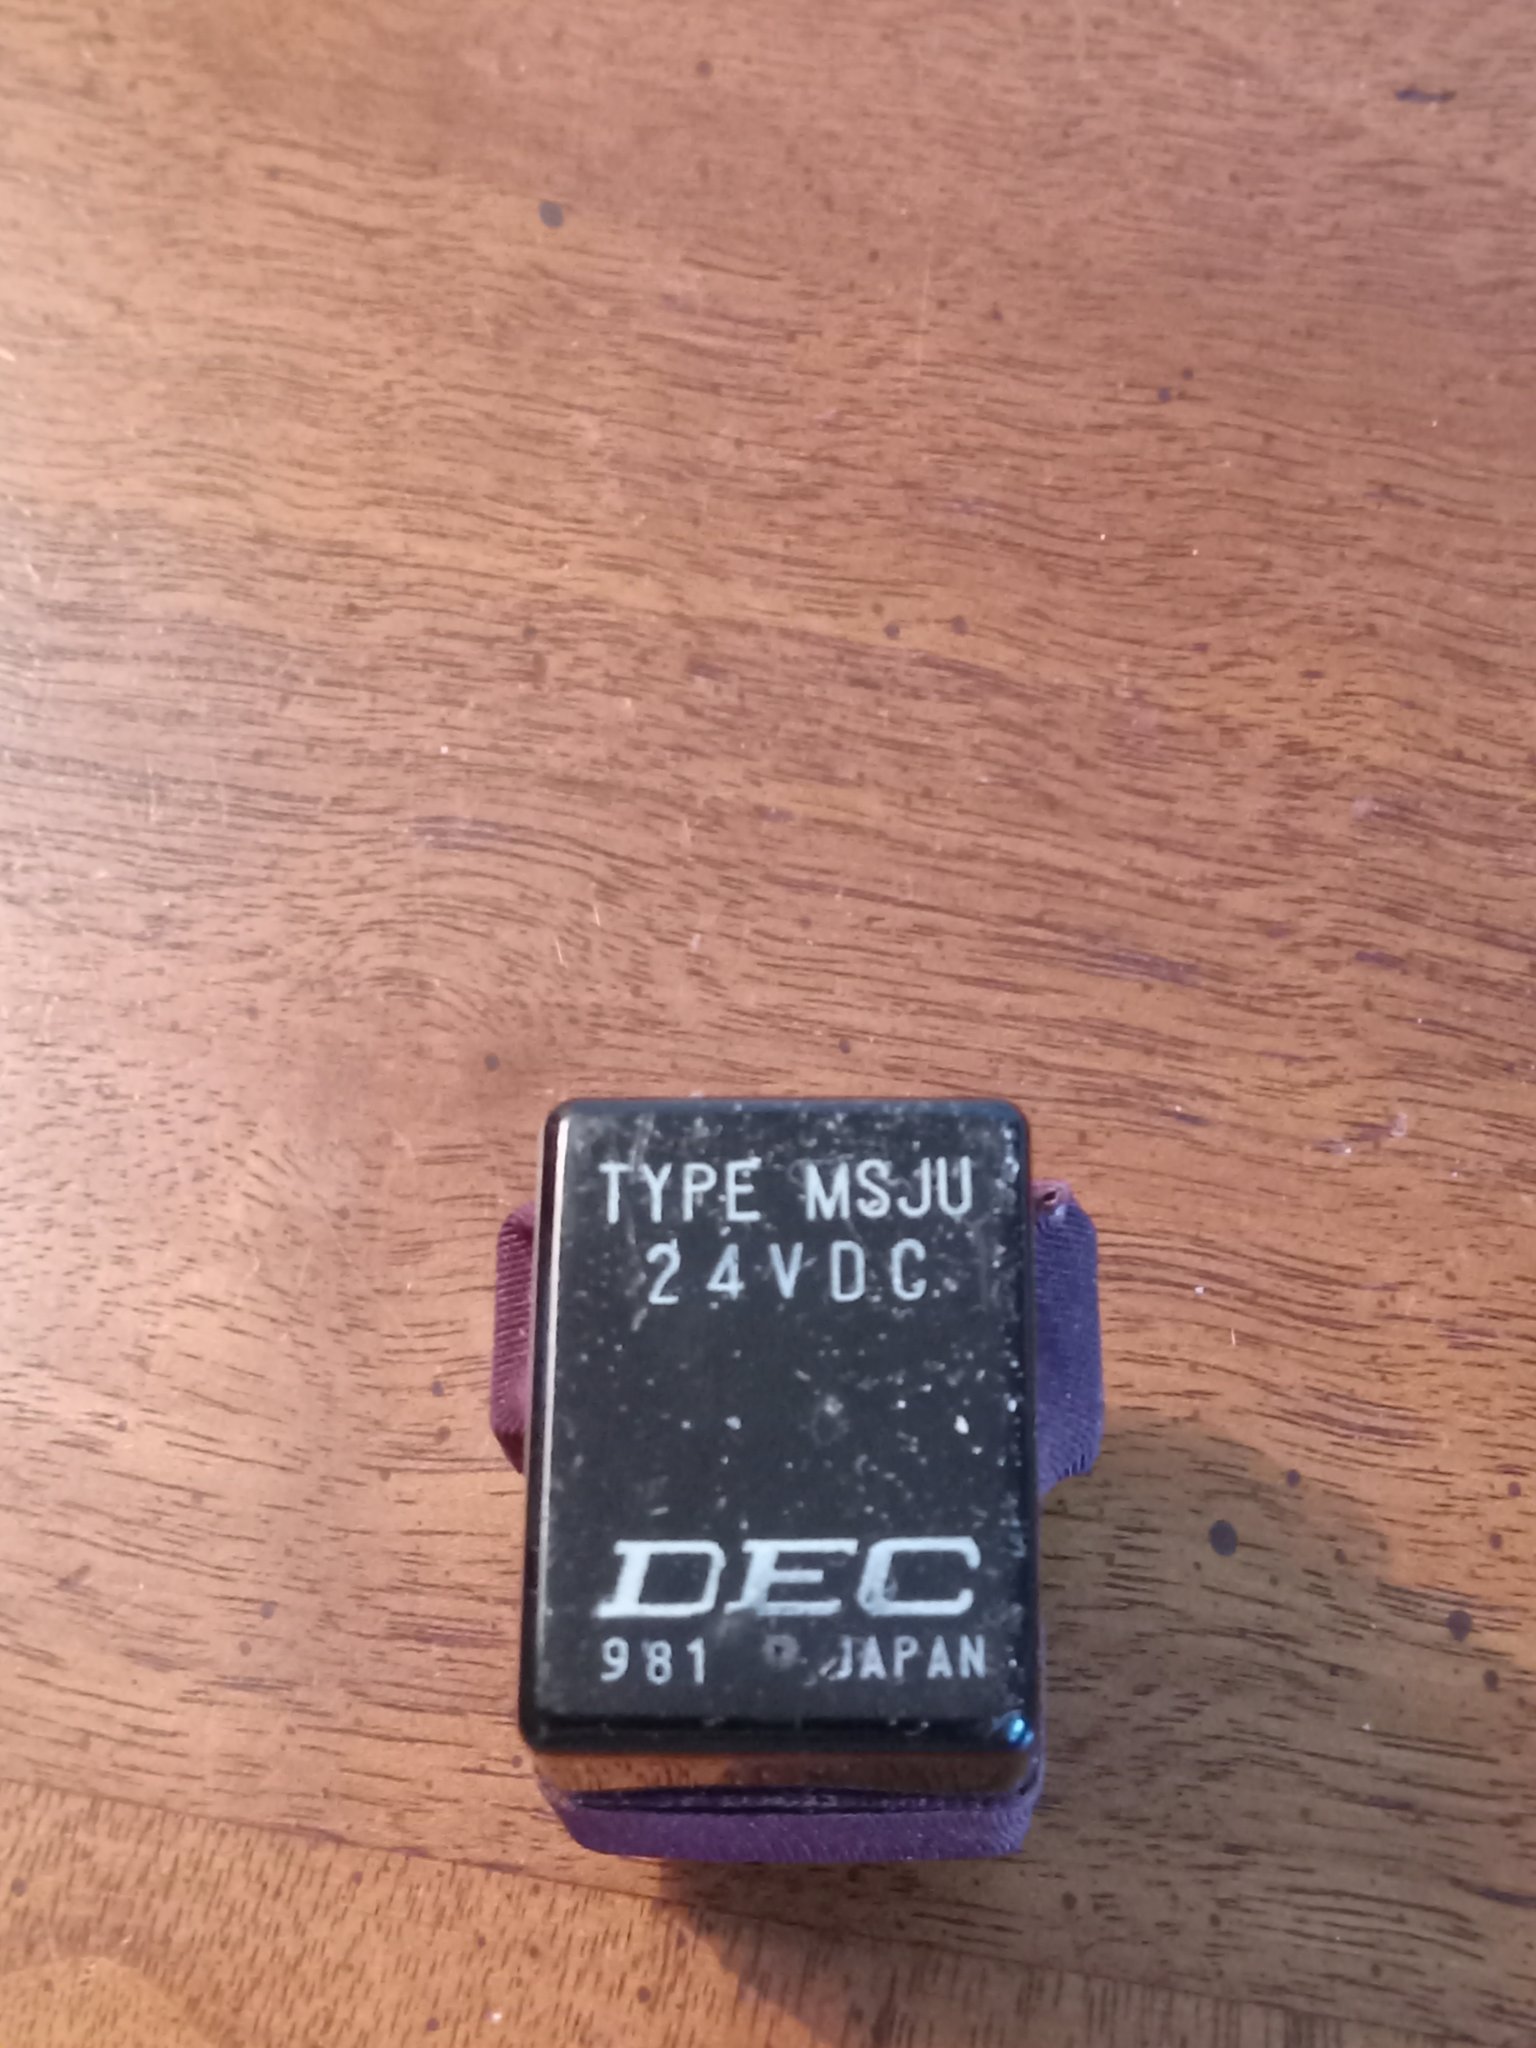 TYPE MSJU
24VDC
DEC
981 JAPAN